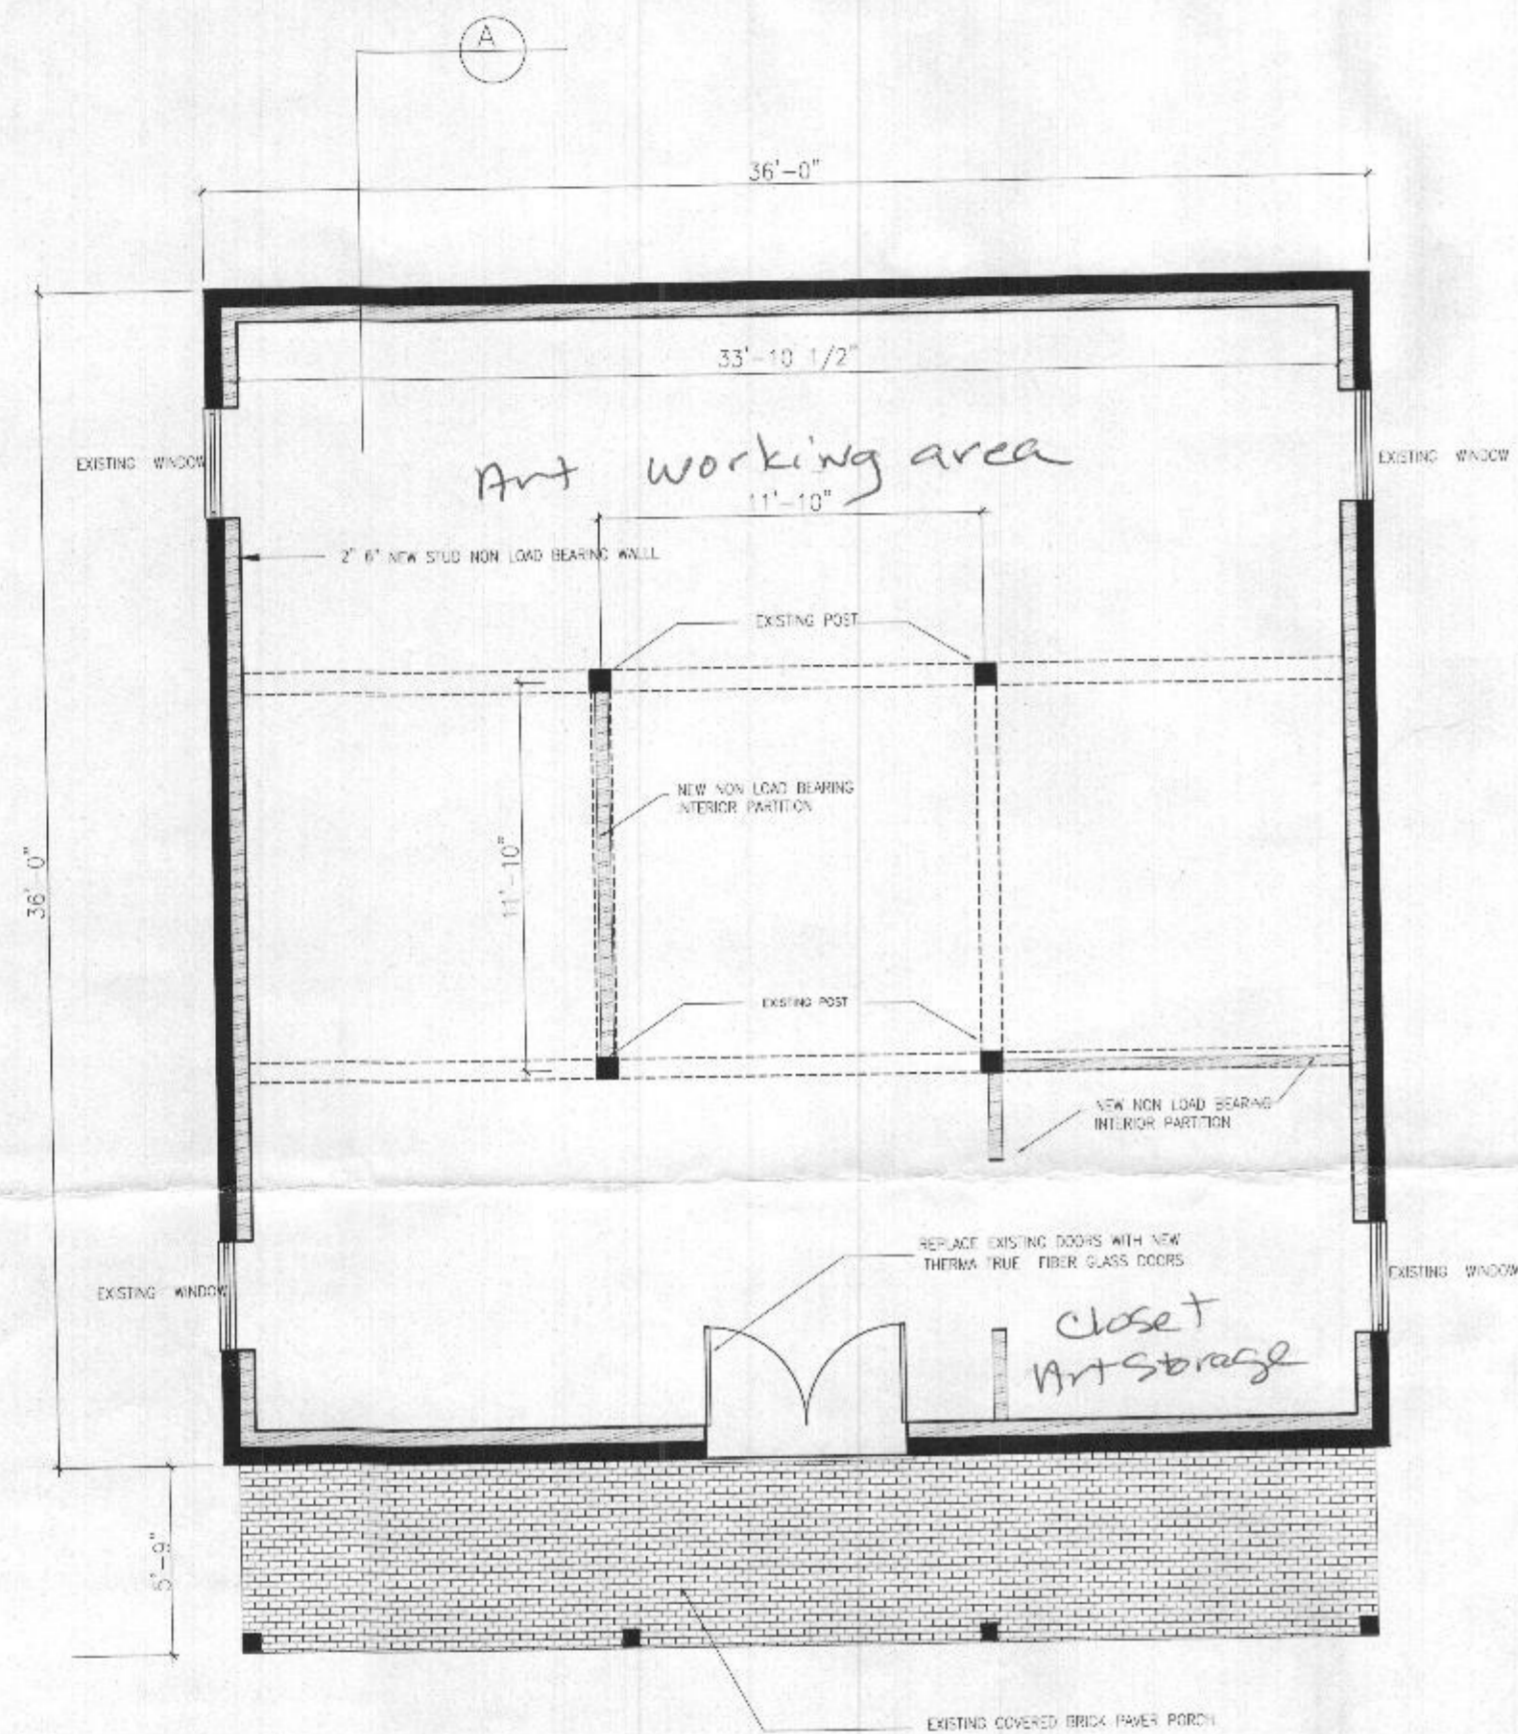 A
36'-0"
33'-10 1/2"
EXISTING WINDOW
EXISTING WINDOW
Art working area
11'-10"
2" 6' NEW STUD NON LOAD BEARING WALLL
EXISTING POST
NEW NON LOAD BEARING
INTERIOR PARTITION
11'-10"
36'-0"
EXISTING POST
NEW NON LOAD BEARING
INTERIOR PARTITION
REPLACE EXISTING DOORS WITH NEW
THERMA TRUE FIBER GLASS DOORS
EXISTING WINDOW
EXISTING WINDOW
Closet
Art Storage
5'-9"
EXISTING COVERED BRICK PAVER PORCH